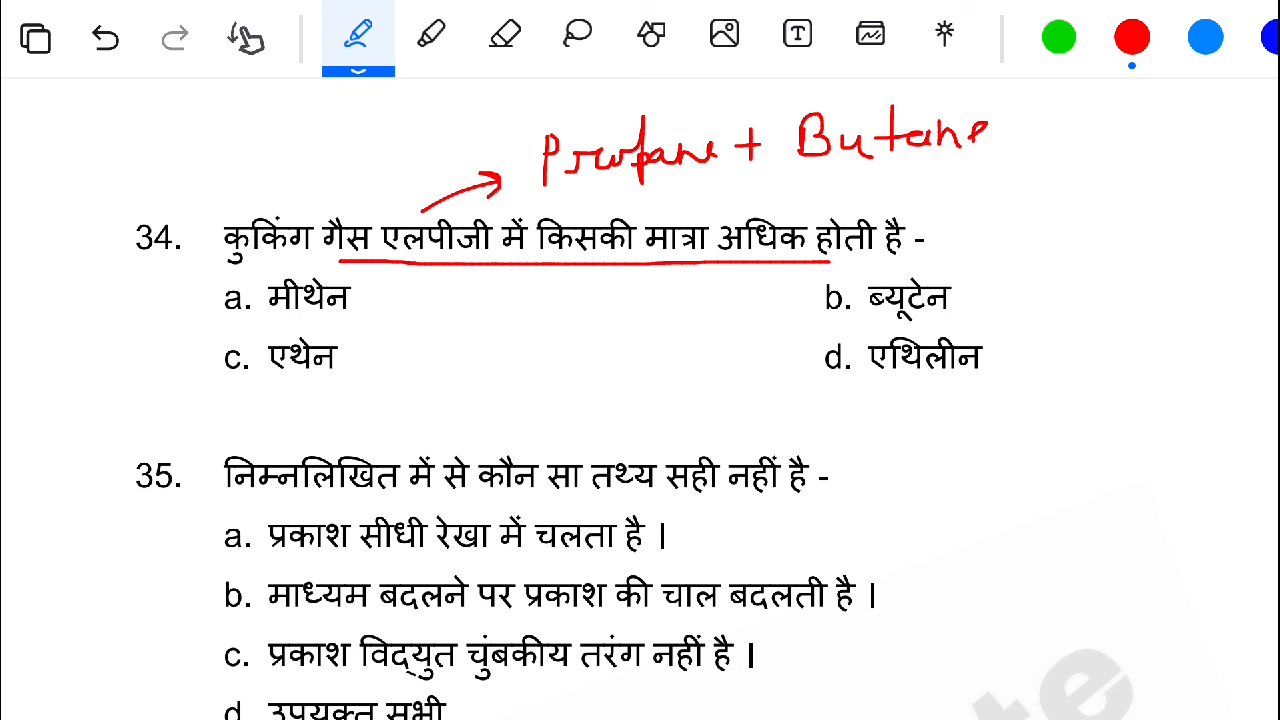 Propane + Butane
34. कुकिंग गैस एलपीजी में किसकी मात्रा अधिक होती है -
a. मीथेन b. ब्यूटेन
c. एथेन d. एथिलीन
35. निम्नलिखित में से कौन सा तथ्य सही नहीं है -
a. प्रकाश सीधी रेखा में चलता है ।
b. माध्यम बदलने पर प्रकाश की चाल बदलती है ।
c. प्रकाश विद्युत चुंबकीय तरंग नहीं है ।
d. उपयुक्त सभी